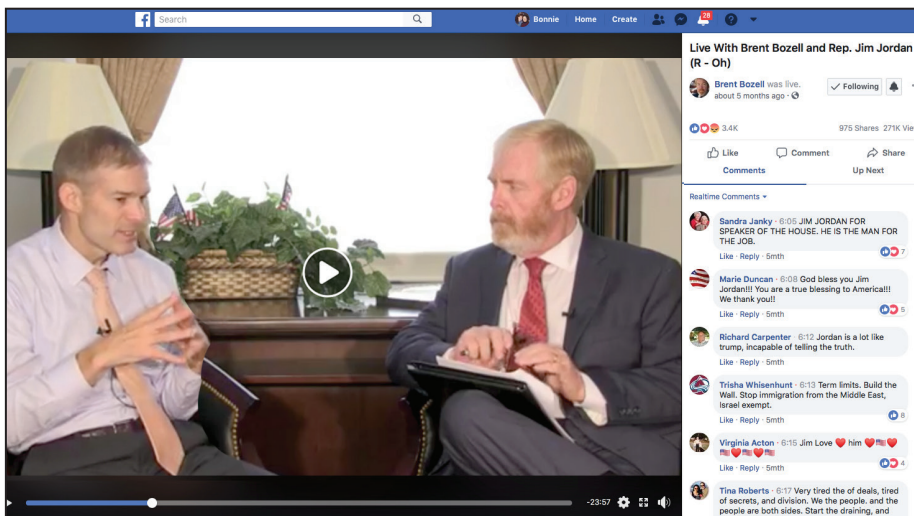 f Search Bonnie Home Create 28
Live With Brent Bozell and Rep. Jim Jordan
(R - Oh)
Brent Bozell was live.
about 5 months ago ·
Following
3.4K 975 Shares 271K Vie
Like Comment Share
Comments Up Next
Realtime Comments
Sandra Janky · 6:05 JIM JORDAN FOR
SPEAKER OF THE HOUSE. HE IS THE MAN FOR
THE JOB.
7
Like · Reply · 5mth
Marie Duncan · 6:08 God bless you Jim
Jordan!!! You are a true blessing to America!!!
We thank you!!
5
Like · Reply · 5mth
Richard Carpenter · 6:12 Jordan is a lot like
trump, incapable of telling the truth.
Like · Reply · 5mth
Trisha Whisenhunt · 6:13 Term limits. Build the
Wall. Stop immigration from the Middle East,
Israel exempt.
8
Like · Reply · 5mth
Virginia Acton · 6:15 Jim Love ❤️ him ❤️🇺🇸❤️
🇺🇸❤️🇺🇸❤️🇺🇸
4
Like · Reply · 5mth
Tina Roberts · 6:17 Very tired the of deals, tired
of secrets, and division. We the people. and the
people are both sides. Start the draining, and
-23:57